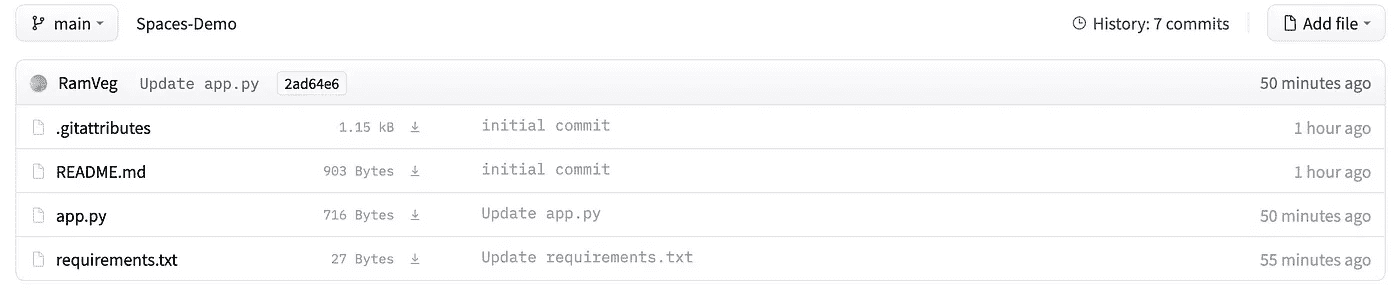 main Spaces-Demo History: 7 commits Add file
RamVeg Update app.py 2ad64e6 50 minutes ago
.gitattributes 1.15 kB initial commit 1 hour ago
README.md 903 Bytes initial commit 1 hour ago
app.py 716 Bytes Update app.py 50 minutes ago
requirements.txt 27 Bytes Update requirements.txt 55 minutes ago